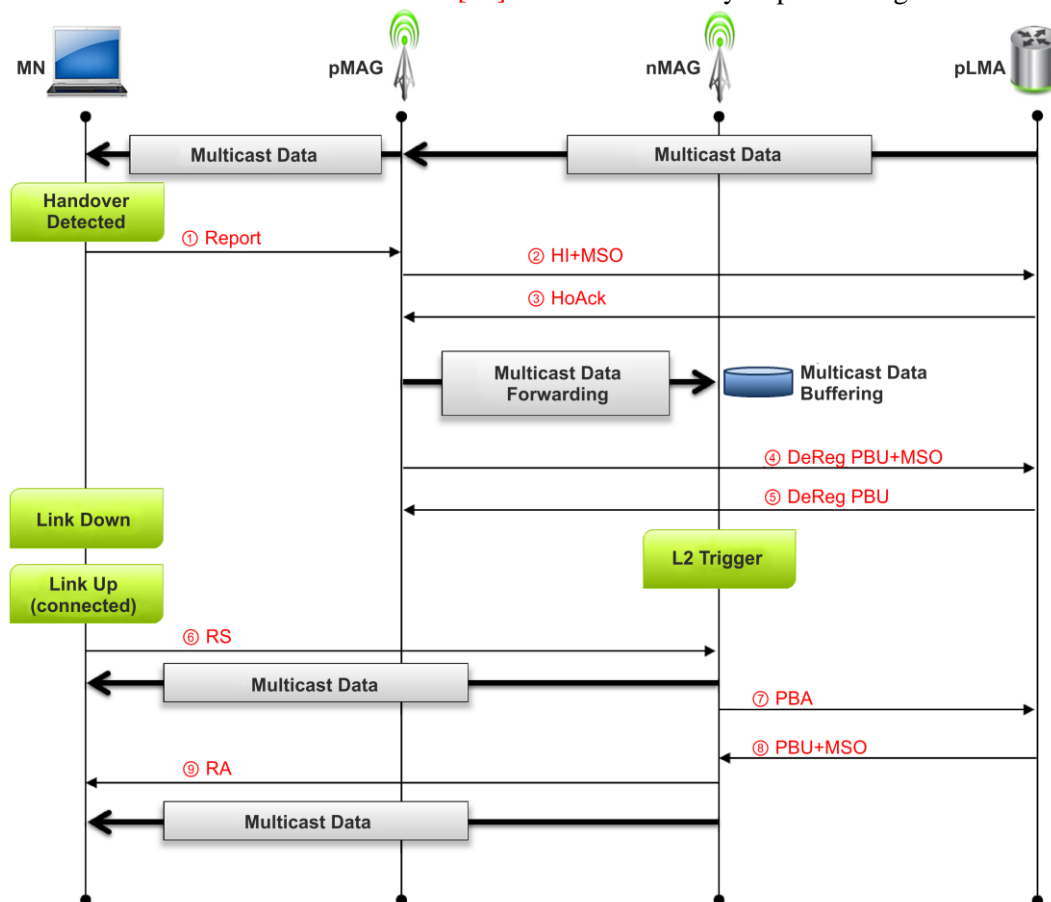 MN
pMAG
nMAG
pLMA
Multicast Data
Multicast Data
Handover
Detected
① Report
② HI+MSO
③ HoAck
Multicast Data
Forwarding
Multicast Data
Buffering
④ DeReg PBU+MSO
⑤ DeReg PBU
Link Down
L2 Trigger
Link Up
(connected)
⑥ RS
Multicast Data
⑦ PBA
⑧ PBU+MSO
⑨ RA
Multicast Data